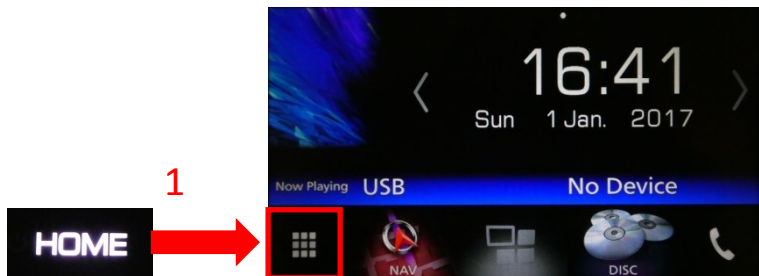 16:41
Sun 1 Jan. 2017
Now Playing USB No Device
1
HOME
NAV
DISC